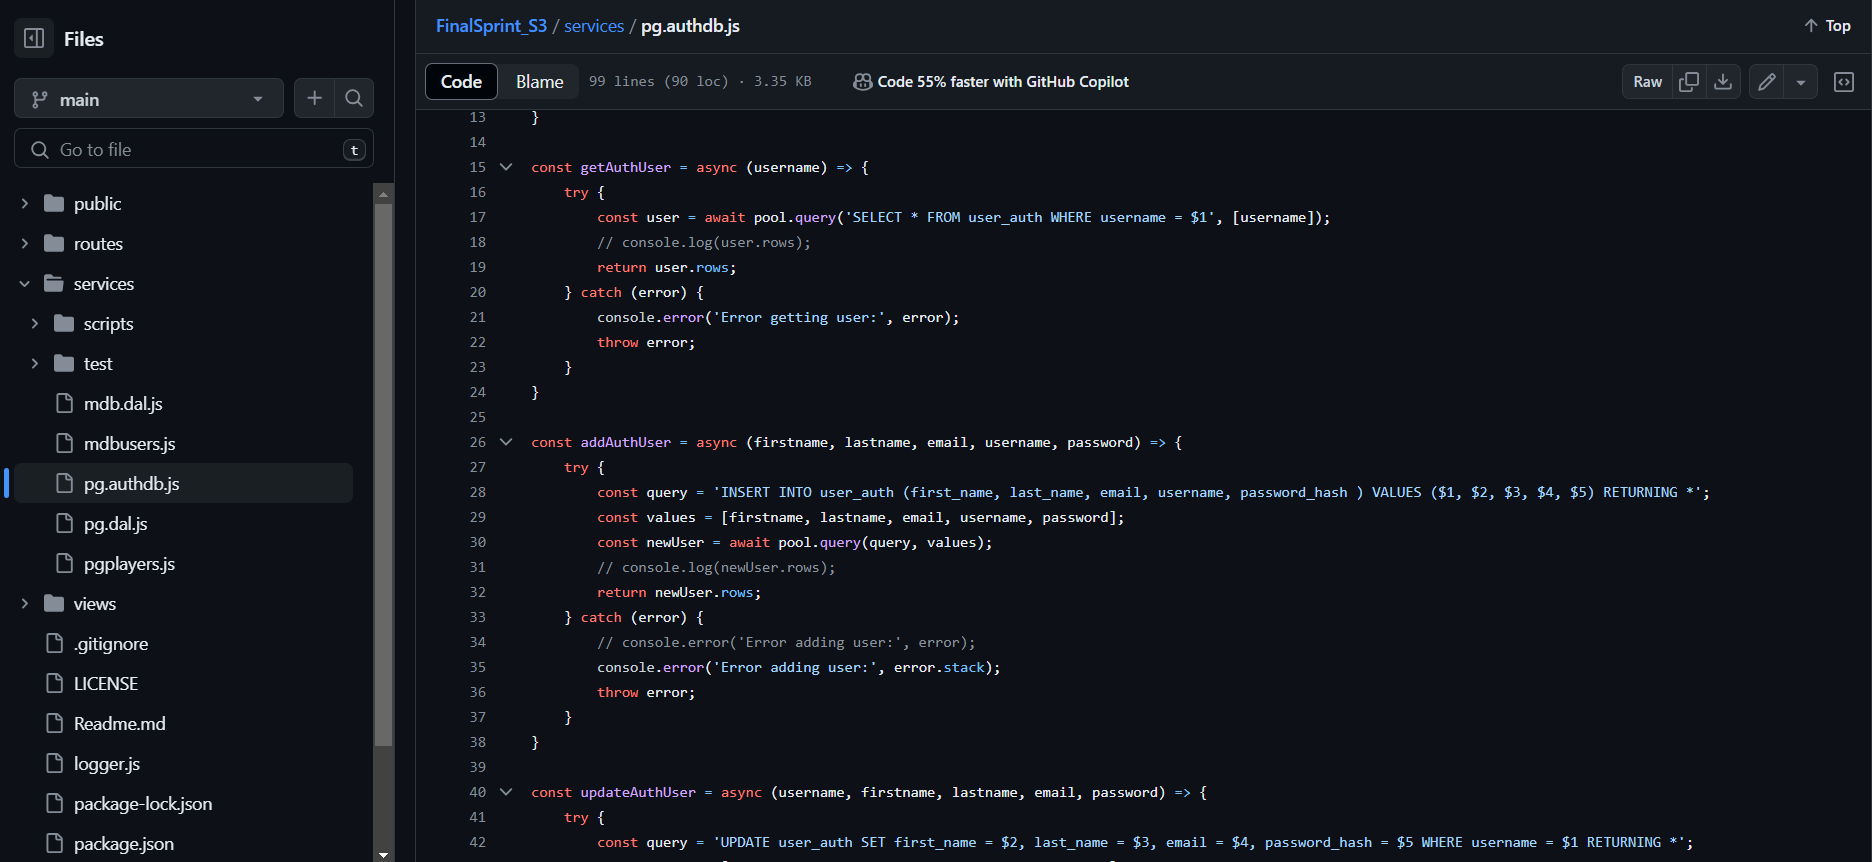 Files
main
Go to file
t
public
routes
services
scripts
test
mdb.dal.js
mdbusers.js
pg.authdb.js
pg.dal.js
pgplayers.js
views
.gitignore
LICENSE
Readme.md
logger.js
package-lock.json
package.json
FinalSprint_S3 / services / pg.authdb.js
Top
Code Blame 99 lines (90 loc) · 3.35 KB Code 55% faster with GitHub Copilot Raw
13 }
14
15 const getAuthUser = async (username) => {
16     try {
17         const user = await pool.query('SELECT * FROM user_auth WHERE username = $1', [username]);
18         // console.log(user.rows);
19         return user.rows;
20     } catch (error) {
21         console.error('Error getting user:', error);
22         throw error;
23     }
24 }
25
26 const addAuthUser = async (firstname, lastname, email, username, password) => {
27     try {
28         const query = 'INSERT INTO user_auth (first_name, last_name, email, username, password_hash ) VALUES ($1, $2, $3, $4, $5) RETURNING *';
29         const values = [firstname, lastname, email, username, password];
30         const newUser = await pool.query(query, values);
31         // console.log(newUser.rows);
32         return newUser.rows;
33     } catch (error) {
34         // console.error('Error adding user:', error);
35         console.error('Error adding user:', error.stack);
36         throw error;
37     }
38 }
39
40 const updateAuthUser = async (username, firstname, lastname, email, password) => {
41     try {
42         const query = 'UPDATE user_auth SET first_name = $2, last_name = $3, email = $4, password_hash = $5 WHERE username = $1 RETURNING *';